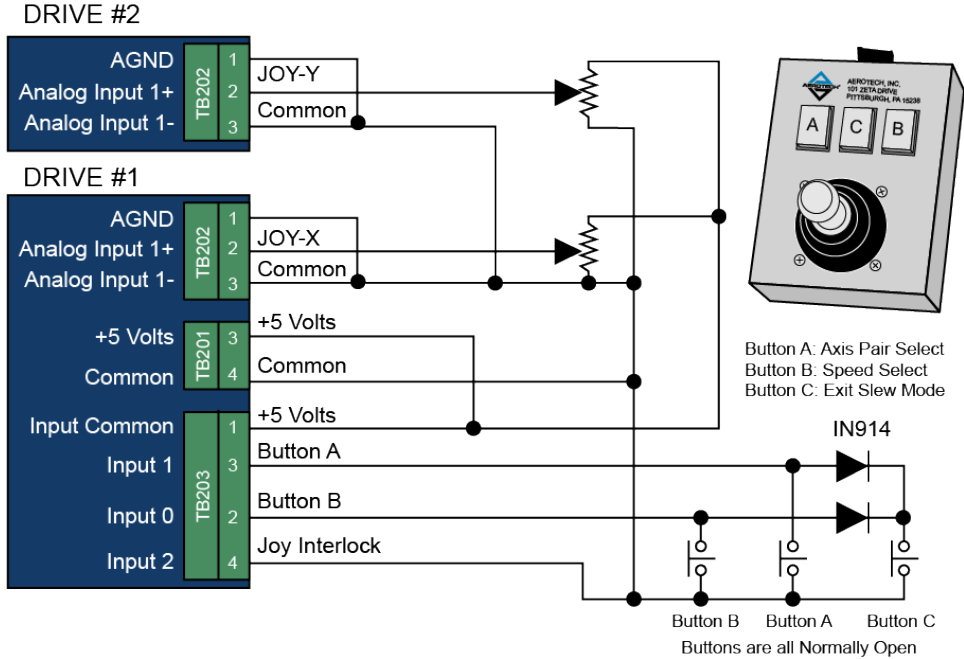 DRIVE #2
AGND 1 JOY-Y
Analog Input 1+ TB202 2
Analog Input 1- 3 Common
DRIVE #1
AGND 1
Analog Input 1+ TB202 2 JOY-X
Analog Input 1- 3 Common
+5 Volts TB201 3 +5 Volts
Common 4 Common
Input Common 1 +5 Volts
Input 1 TB203 3 Button A
Input 0 2 Button B
Input 2 4 Joy Interlock
AEROTECH
AEROTECH, INC.
101 ZETA DRIVE
PITTSBURGH, PA 15238
A C B
Button A: Axis Pair Select
Button B: Speed Select
Button C: Exit Slew Mode
IN914
Button B Button A Button C
Buttons are all Normally Open